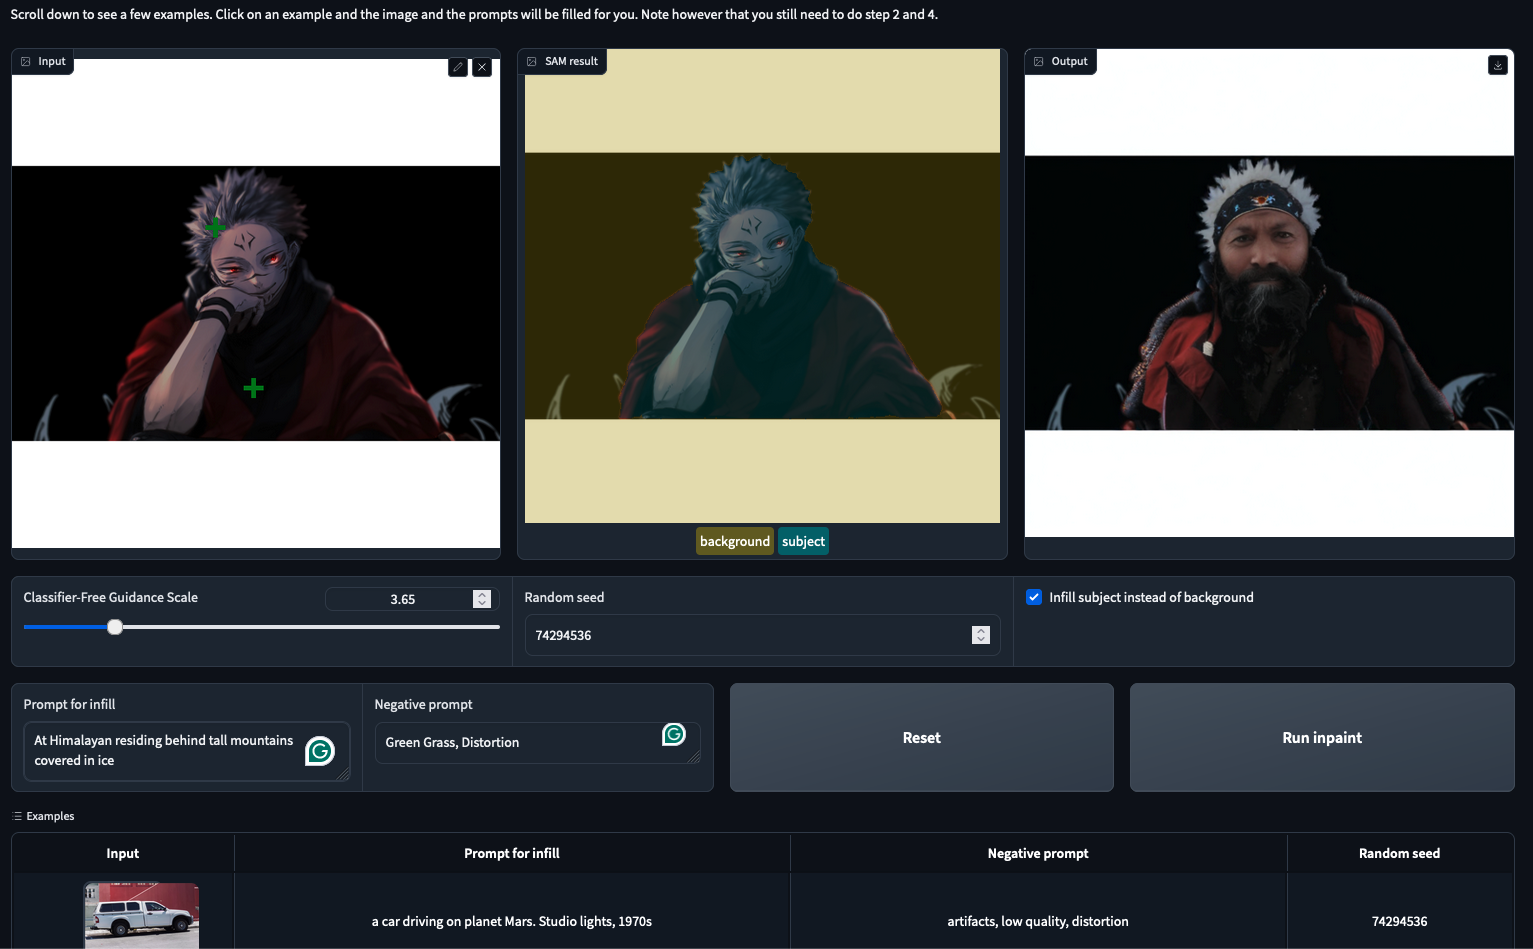 Scroll down to see a few examples. Click on an example and the image and the prompts will be filled for you. Note however that you still need to do step 2 and 4.
Input
SAM result
Output
background subject
Classifier-Free Guidance Scale
3.65
Random seed
74294536
Infill subject instead of background
Prompt for infill
At Himalayan residing behind tall mountains
covered in ice
Negative prompt
Green Grass, Distortion
Reset
Run inpaint
Examples
Input Prompt for infill Negative prompt Random seed
a car driving on planet Mars. Studio lights, 1970s artifacts, low quality, distortion 74294536